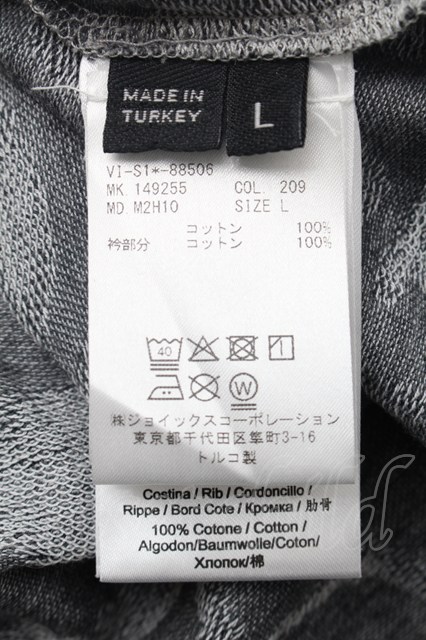 MADE IN
TURKEY
L
VI-S1*-88506
MK 149255 COL. 209
MD M2H10 SIZE L
コットン 100%
衿部分 コットン 100%
40
1
W
㈱ジョイックスコーポレーション
東京都千代田区隼町3-16
トルコ製
Costina / Rib / Cordoncillo /
Rippe / Bord Cote / Кромка / 肋骨
100% Cotone / Cotton /
Algodon/Baumwolle/Coton/
Хлопок/棉